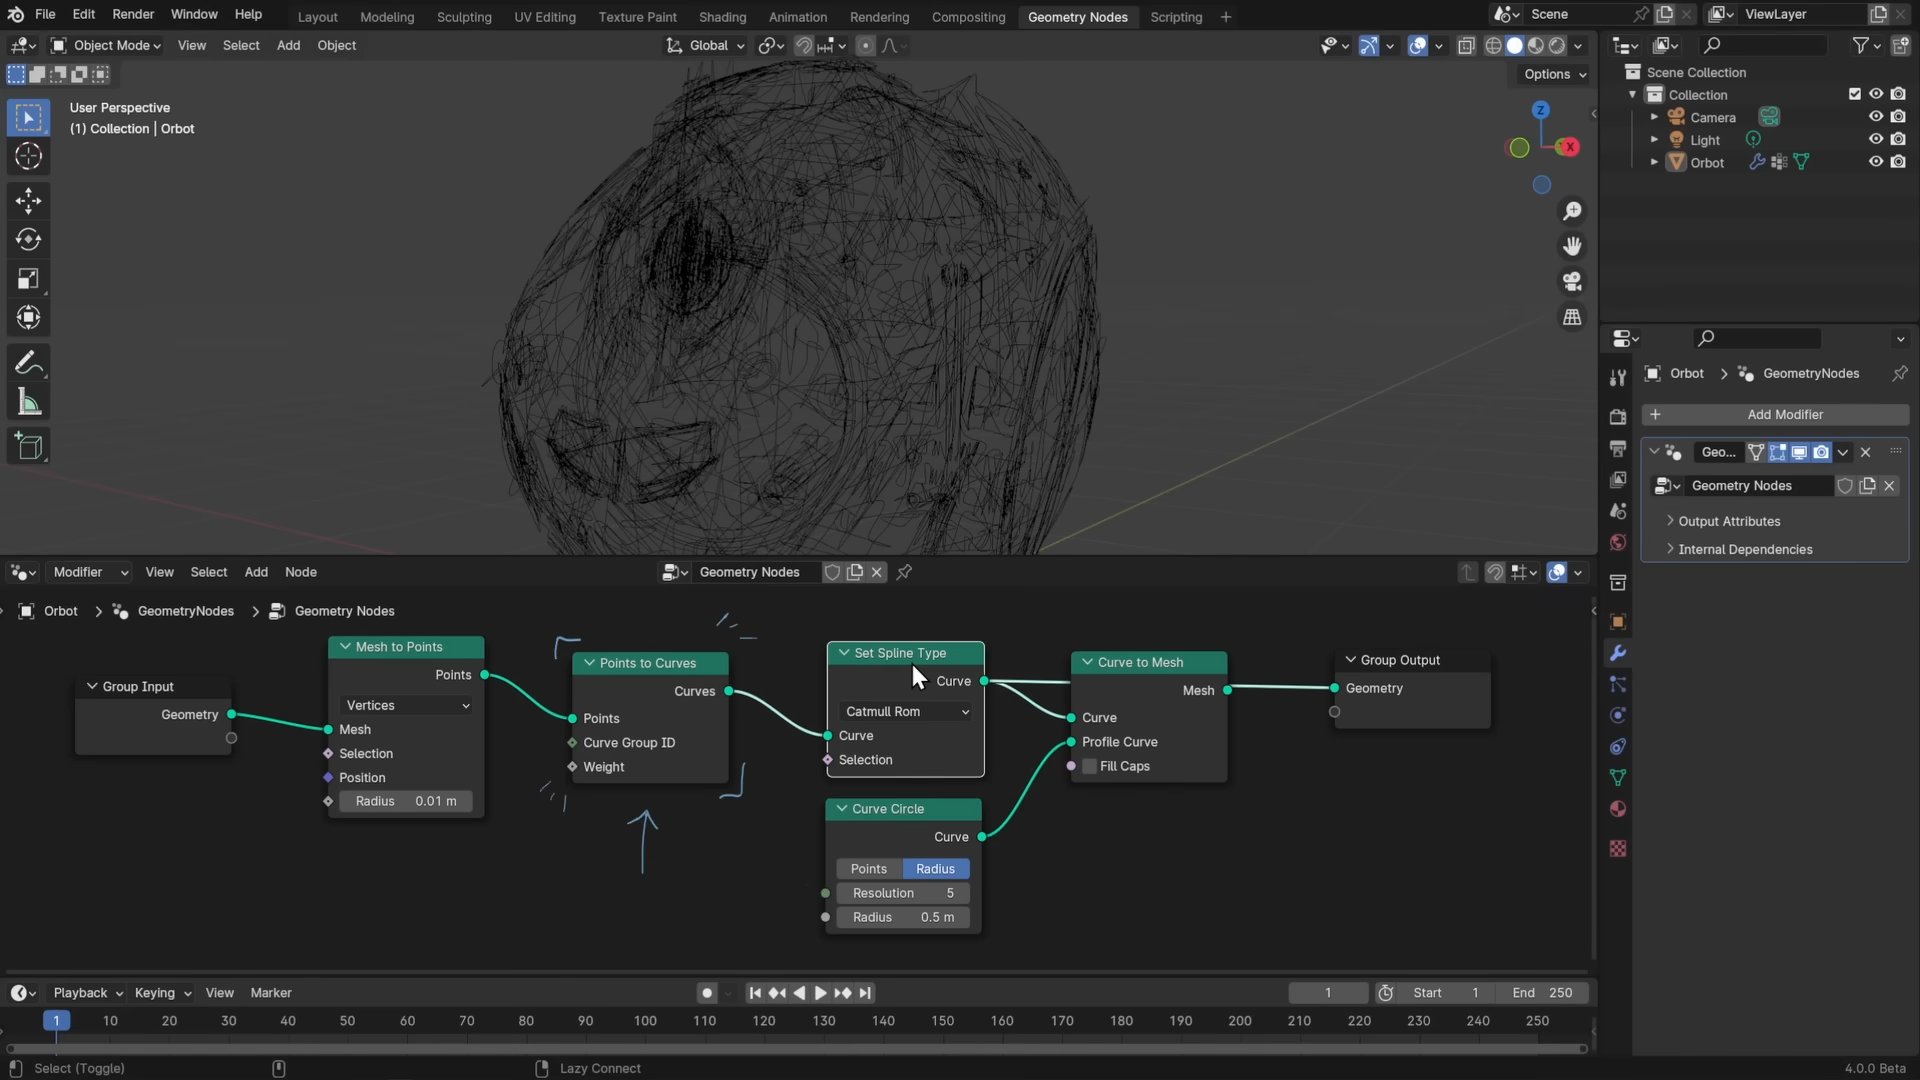 File Edit Render Window Help Layout Modeling Sculpting UV Editing Texture Paint Shading Animation Rendering Compositing Geometry Nodes Scripting + Scene ViewLayer
Object Mode View Select Add Object Global
Options
User Perspective
(1) Collection | Orbot
Z
X
Scene Collection
Collection
Camera
Light
Orbot
Orbot > GeometryNodes
+ Add Modifier
Geo...
Geometry Nodes
Output Attributes
Internal Dependencies
Modifier View Select Add Node Geometry Nodes
Orbot > GeometryNodes > Geometry Nodes
Group Input
Geometry
Mesh to Points
Points
Vertices
Mesh
Selection
Position
Radius 0.01 m
Points to Curves
Curves
Points
Curve Group ID
Weight
Set Spline Type
Curve
Catmull Rom
Curve
Selection
Curve Circle
Curve
Points Radius
Resolution 5
Radius 0.5 m
Curve to Mesh
Mesh
Curve
Profile Curve
Fill Caps
Group Output
Geometry
Playback Keying View Marker 1 Start 1 End 250
1 10 20 30 40 50 60 70 80 90 100 110 120 130 140 150 160 170 180 190 200 210 220 230 240 250
Select (Toggle) Lazy Connect 4.0.0 Beta